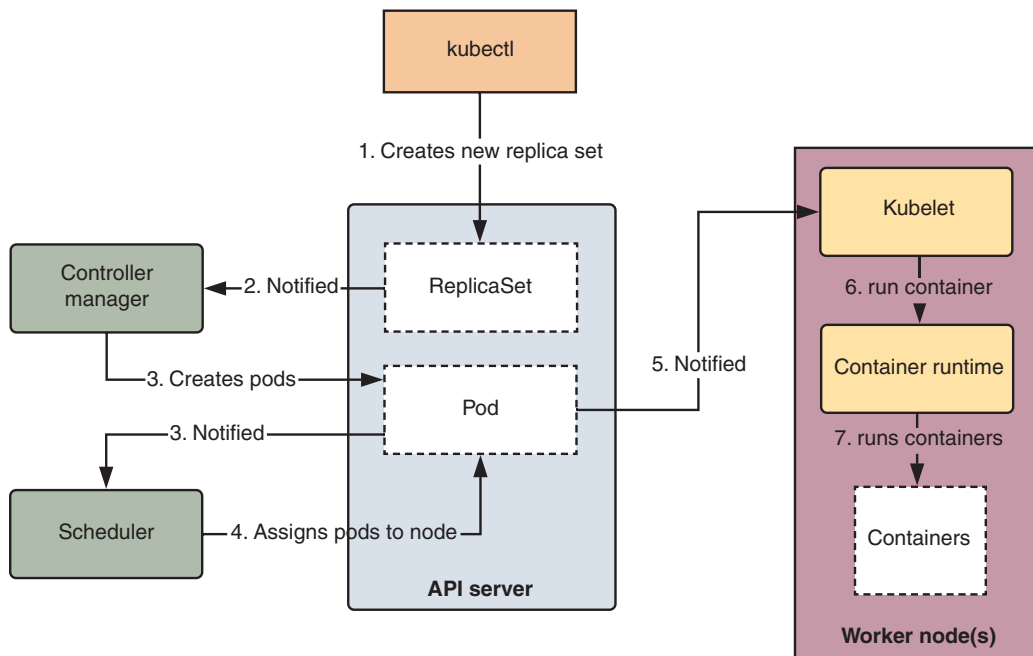 kubectl
1. Creates new replica set
Kubelet
Controller
manager
2. Notified
ReplicaSet
6. run container
3. Creates pods
Pod
5. Notified
Container runtime
3. Notified
7. runs containers
Scheduler
4. Assigns pods to node
Containers
API server
Worker node(s)